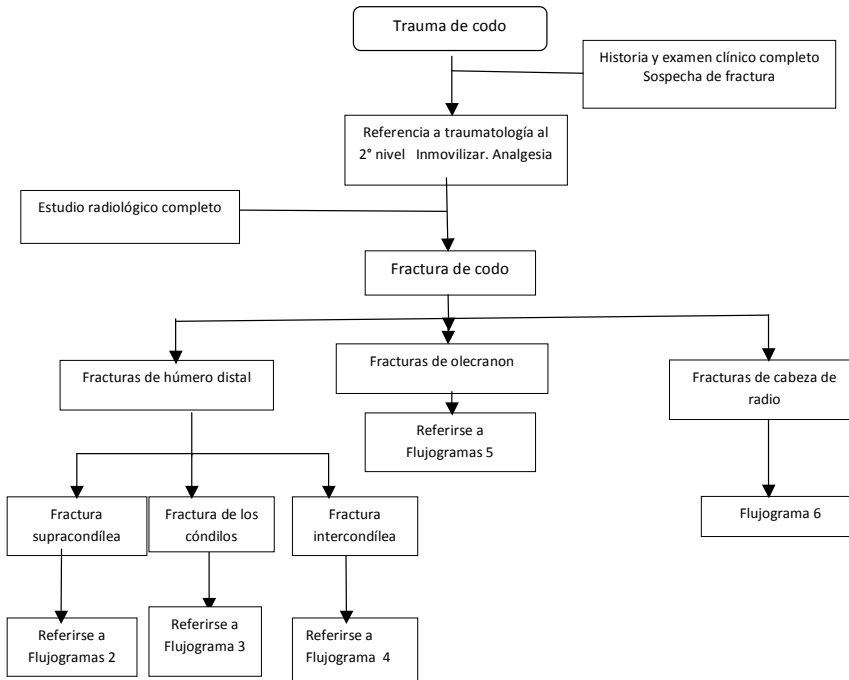 Trauma de codo
Historia y examen clínico completo
Sospecha de fractura
Referencia a traumatología al
2° nivel Inmovilizar. Analgesia
Estudio radiológico completo
Fractura de codo
Fracturas de húmero distal
Fracturas de olecranon
Fracturas de cabeza de
radio
Referirse a
Flujogramas 5
Fractura
supracondílea
Fractura de los
cóndilos
Fractura
intercondílea
Flujograma 6
Referirse a
Flujogramas 2
Referirse a
Flujograma 3
Referirse a
Flujograma 4